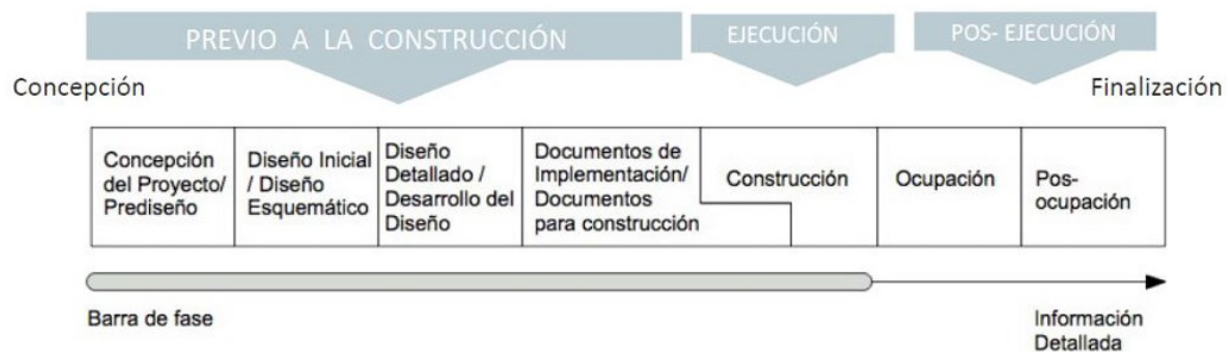 PREVIO A LA CONSTRUCCIÓN
EJECUCIÓN
POS- EJECUCIÓN
Concepción
Finalización
Concepción
del Proyecto/
Prediseño
Diseño Inicial
/ Diseño
Esquemático
Diseño
Detallado /
Desarrollo del
Diseño
Documentos de
Implementación/
Documentos
para construcción
Construcción
Ocupación
Pos-
ocupación
Barra de fase
Información
Detallada